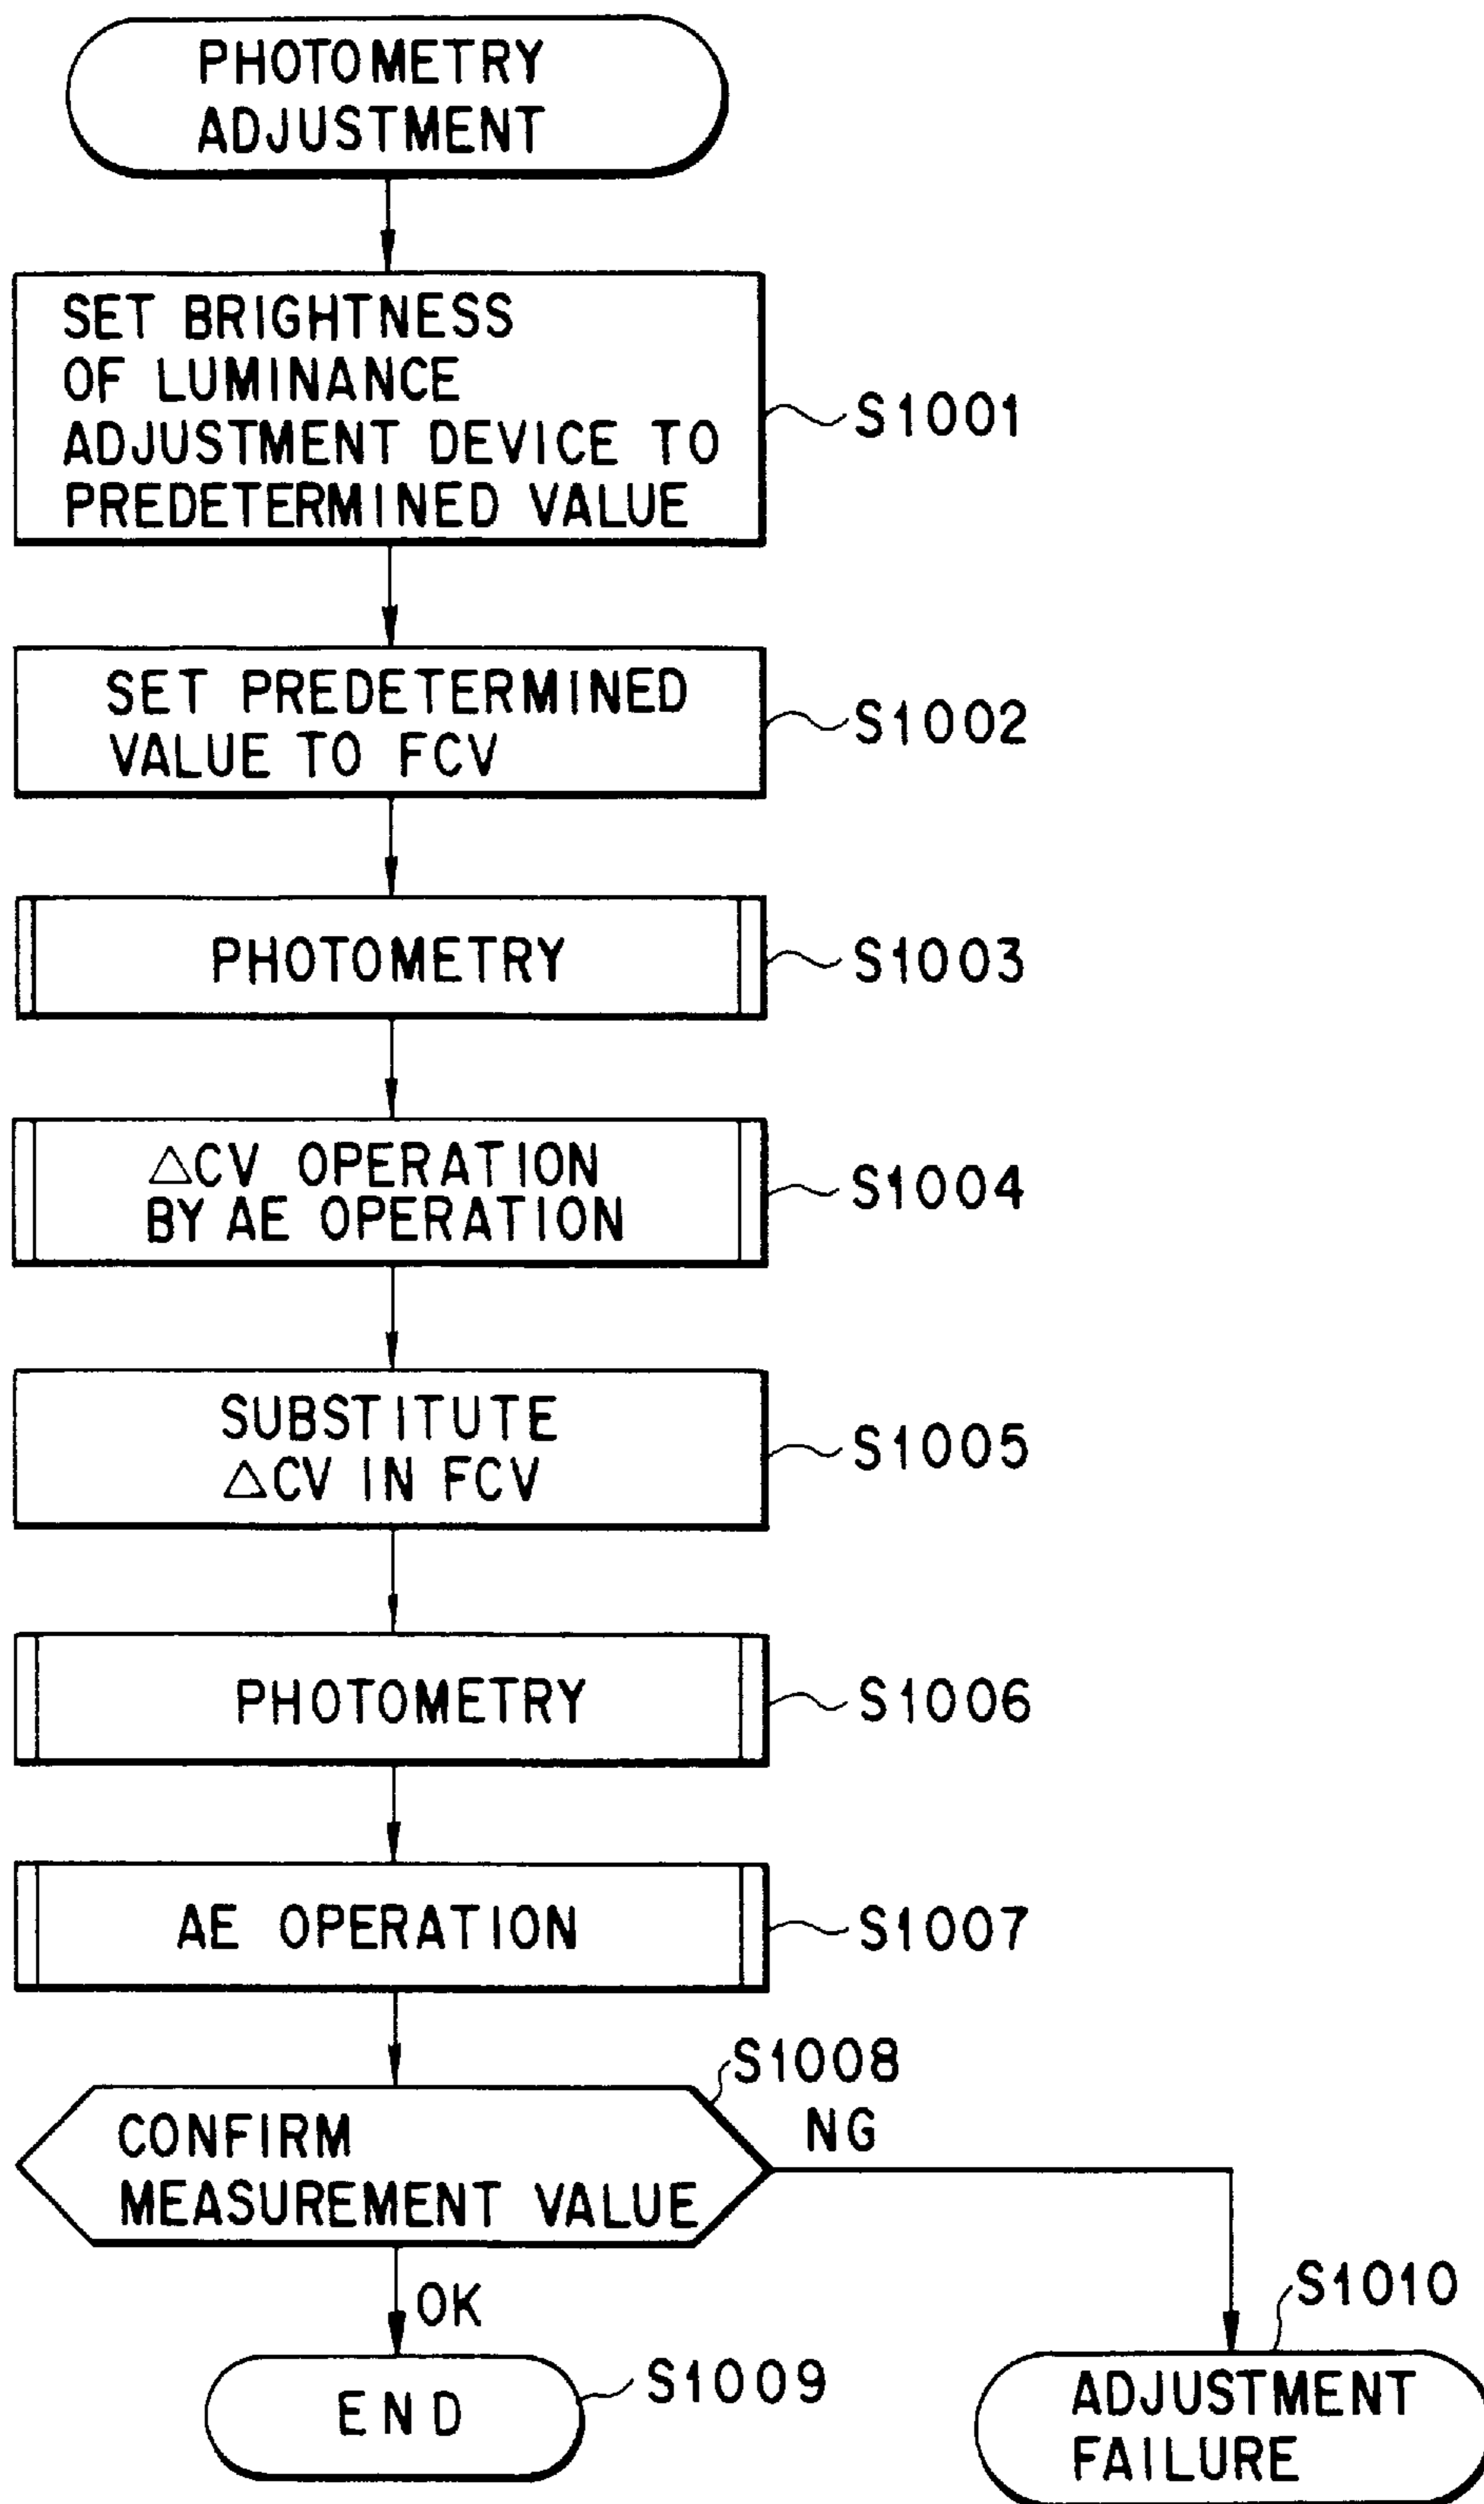 PHOTOMETRY
ADJUSTMENT
SET BRIGHTNESS
OF LUMINANCE
ADJUSTMENT DEVICE TO
PREDETERMINED VALUE
S1001
SET PREDETERMINED
VALUE TO FCV
S1002
PHOTOMETRY
S1003
△CV OPERATION
BY AE OPERATION
S1004
SUBSTITUTE
△CV IN FCV
S1005
PHOTOMETRY
S1006
AE OPERATION
S1007
S1008
CONFIRM
MEASUREMENT VALUE
NG
OK
END
S1009
S1010
ADJUSTMENT
FAILURE